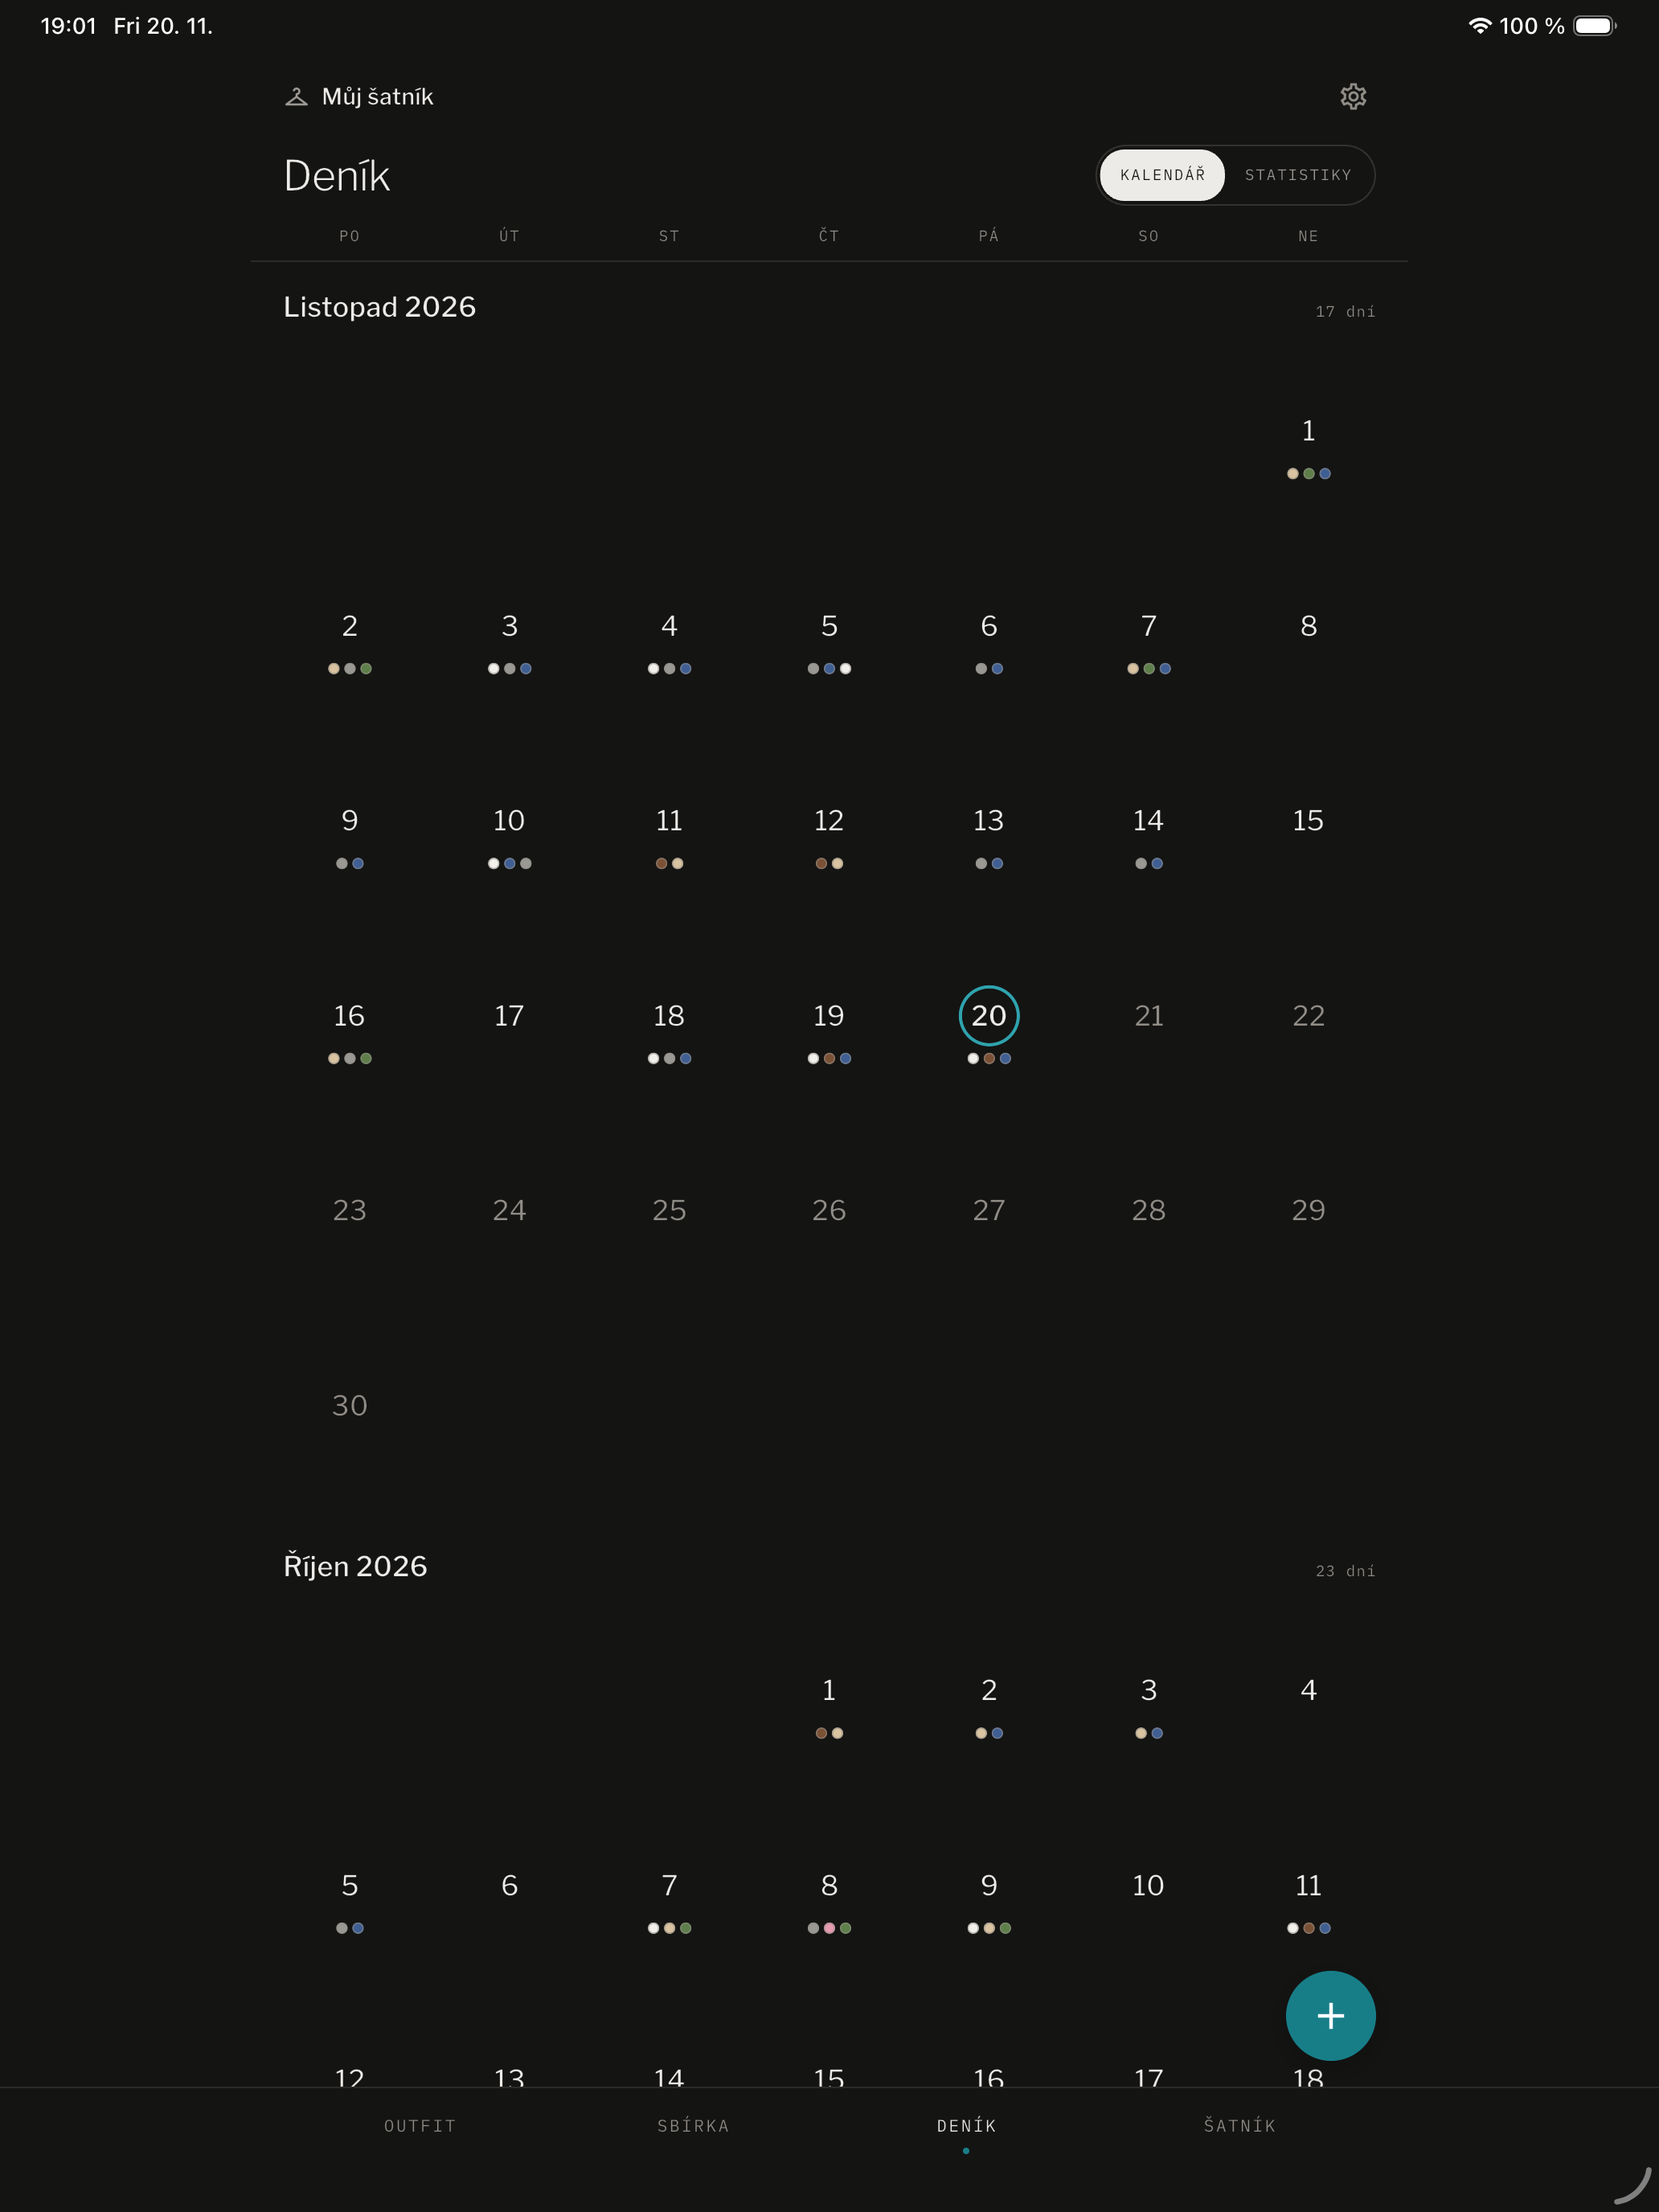 19:01 Fri 20. 11. 100 %
Můj šatník
Deník KALENDÁŘ STATISTIKY
PO ÚT ST ČT PÁ SO NE
Listopad 2026 17 dní
1
2 3 4 5 6 7 8
9 10 11 12 13 14 15
16 17 18 19 20 21 22
23 24 25 26 27 28 29
30
Říjen 2026 23 dní
1 2 3 4
5 6 7 8 9 10 11
12 13 14 15 16 17 18
OUTFIT SBÍRKA DENÍK ŠATNÍK